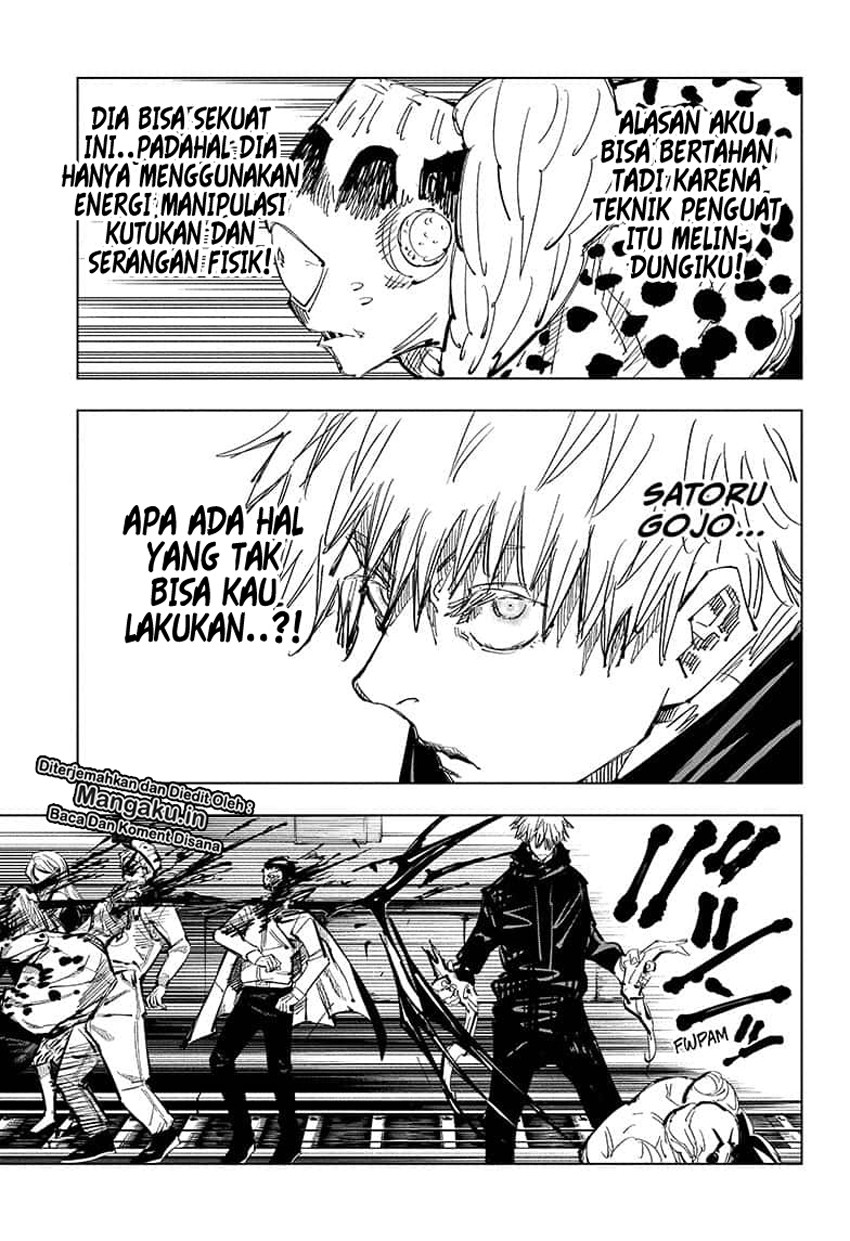 ALASAN AKU
BISA BERTAHAN
TADI KARENA
TEKNIK PENGUAT
ITU MELIN-
DUNGIKU!
DIA BISA SEKUAT
INI..PADAHAL DIA
HANYA MENGGUNAKAN
ENERGI MANIPULASI
KUTUKAN DAN
SERANGAN FISIK!
SATORU
GOJO...
APA ADA HAL
YANG TAK
BISA KAU
LAKUKAN..?!
Diterjemahkan dan Diedit Oleh :
Mangaku.in
Baca Dan Koment Disana
FWPAM